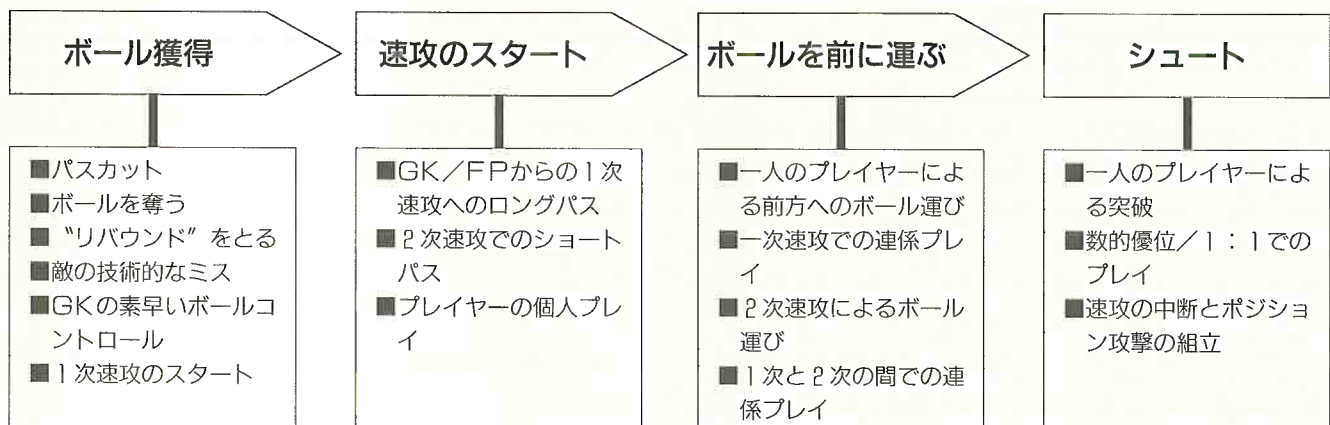 ボール獲得
速攻のスタート
ボールを前に運ぶ
シュート
■パスカット
■ボールを奪う
■“リバウンド”をとる
■敵の技術的なミス
■GKの素早いボールコ
ントロール
■1次速攻のスタート
■GK/FPからの1次
速攻へのロングパス
■2次速攻でのショート
パス
■プレイヤーの個人プレ
イ
■一人のプレイヤーによ
る前方へのボール運び
■一次速攻での連係プレ
イ
■2次速攻によるボール
運び
■1次と2次の間での連
係プレイ
■一人のプレイヤーによ
る突破
■数的優位/1:1での
プレイ
■速攻の中断とポジショ
ン攻撃の組立